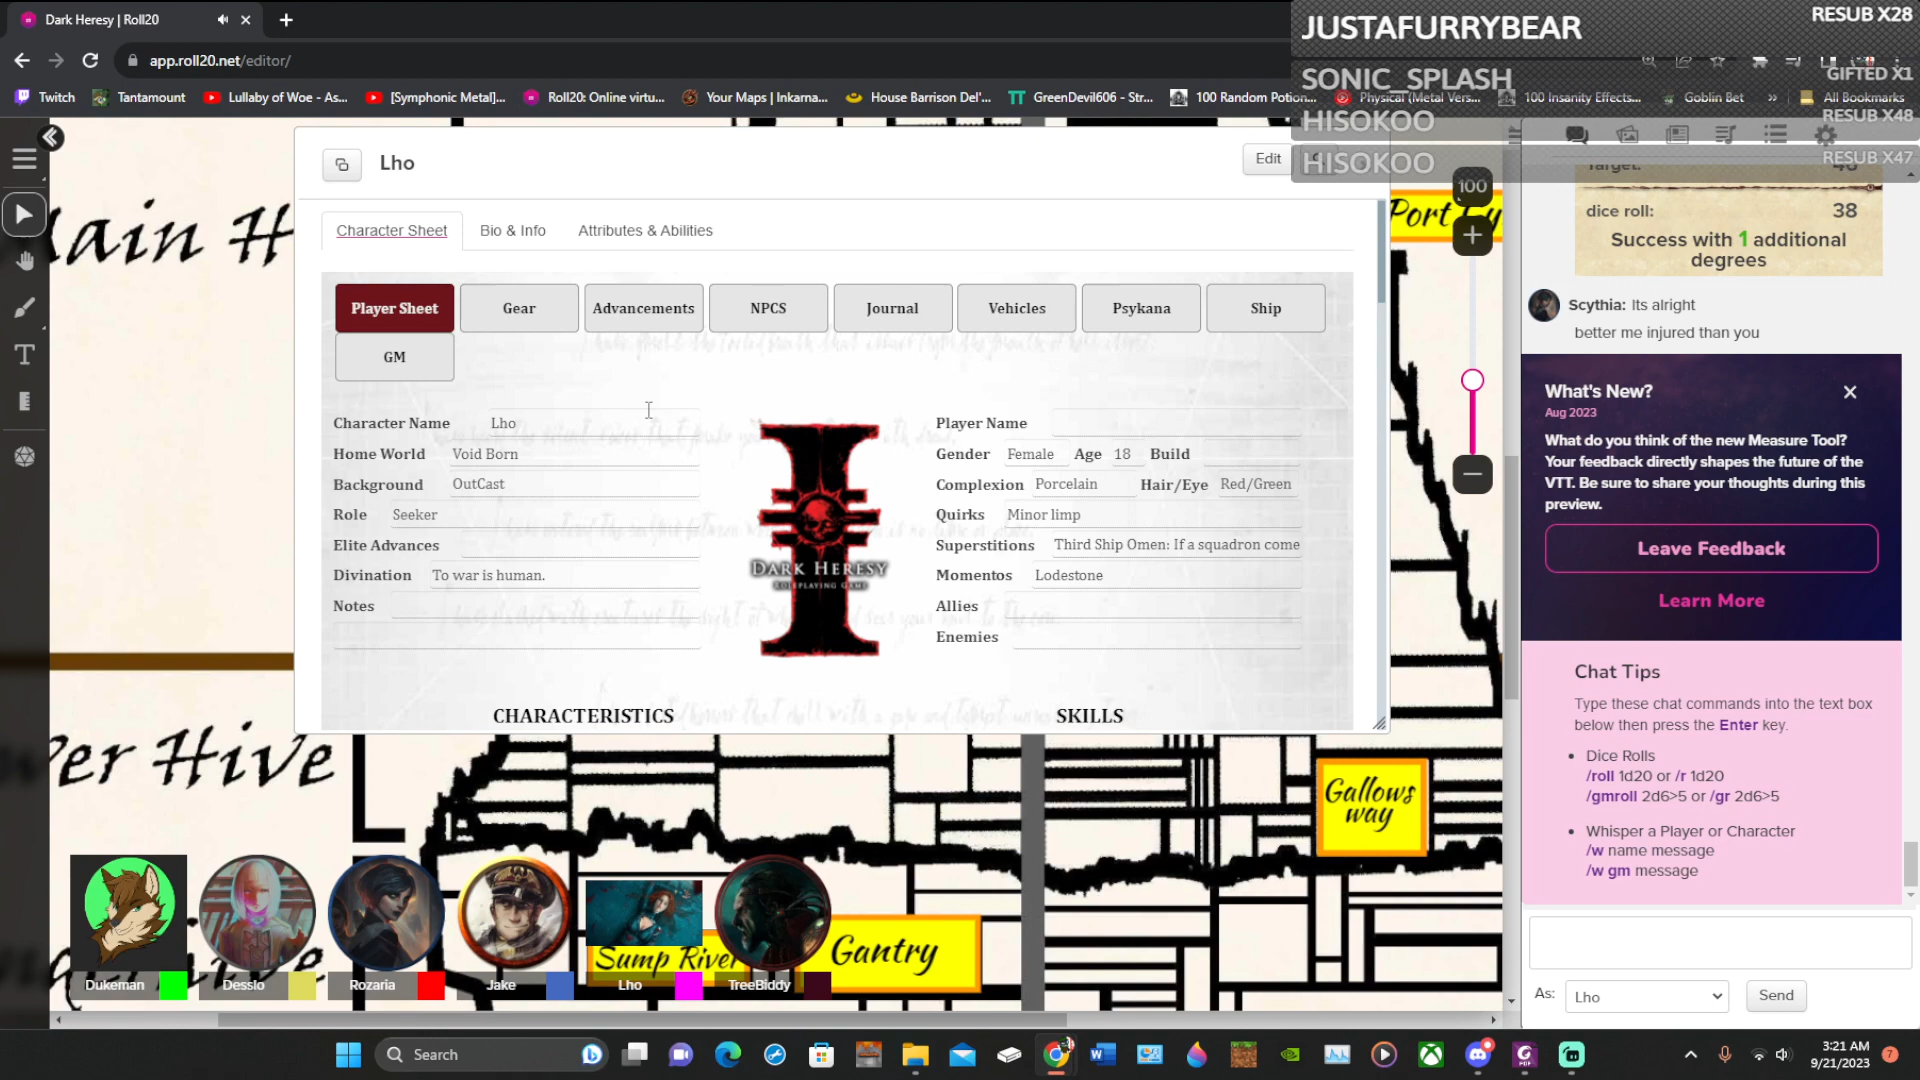 Dark Heresy | Roll20
JUSTAFURRYBEAR
RESUB X28
app.roll20.net/editor/
SONIC_SPLASH
GIFTED X1
Twitch
Tantamount
Lullaby of Woe - As...
[Symphonic Metal]...
Roll20: Online virtu...
Your Maps | Inkarna...
House Barrison Del'...
GreenDevil606 - Str...
100 Random Potion...
Physical (Metal Vers...
100 Insanity Effects...
Goblin Bet
»
All Bookmarks
HISOKOO
RESUB X48
HISOKOO
RESUB X47
Lho
Edit
100
Character Sheet
Bio & Info
Attributes & Abilities
Player Sheet
Gear
Advancements
NPCS
Journal
Vehicles
Psykana
Ship
GM
Character Name Lho
Home World Void Born
Background OutCast
Role Seeker
Elite Advances
Divination To war is human.
Notes
DARK HERESY
ROLEPLAYING GAME
Player Name
Gender Female Age 18 Build
Complexion Porcelain Hair/Eye Red/Green
Quirks Minor limp
Superstitions Third Ship Omen: If a squadron come
Momentos Lodestone
Allies
Enemies
CHARACTERISTICS
SKILLS
Gallows
way
Sump River
Gantry
Dukeman
Desslo
Rozaria
Jake
Lho
TreeBiddy
dice roll: 38
Success with 1 additional
degrees
Scythia: Its alright
better me injured than you
What's New?
Aug 2023
What do you think of the new Measure Tool?
Your feedback directly shapes the future of the
VTT. Be sure to share your thoughts during this
preview.
Leave Feedback
Learn More
Chat Tips
Type these chat commands into the text box
below then press the Enter key.
• Dice Rolls
/roll 1d20 or /r 1d20
/gmroll 2d6>5 or /gr 2d6>5
• Whisper a Player or Character
/w name message
/w gm message
As: Lho
Send
Search
3:21 AM
9/21/2023
7